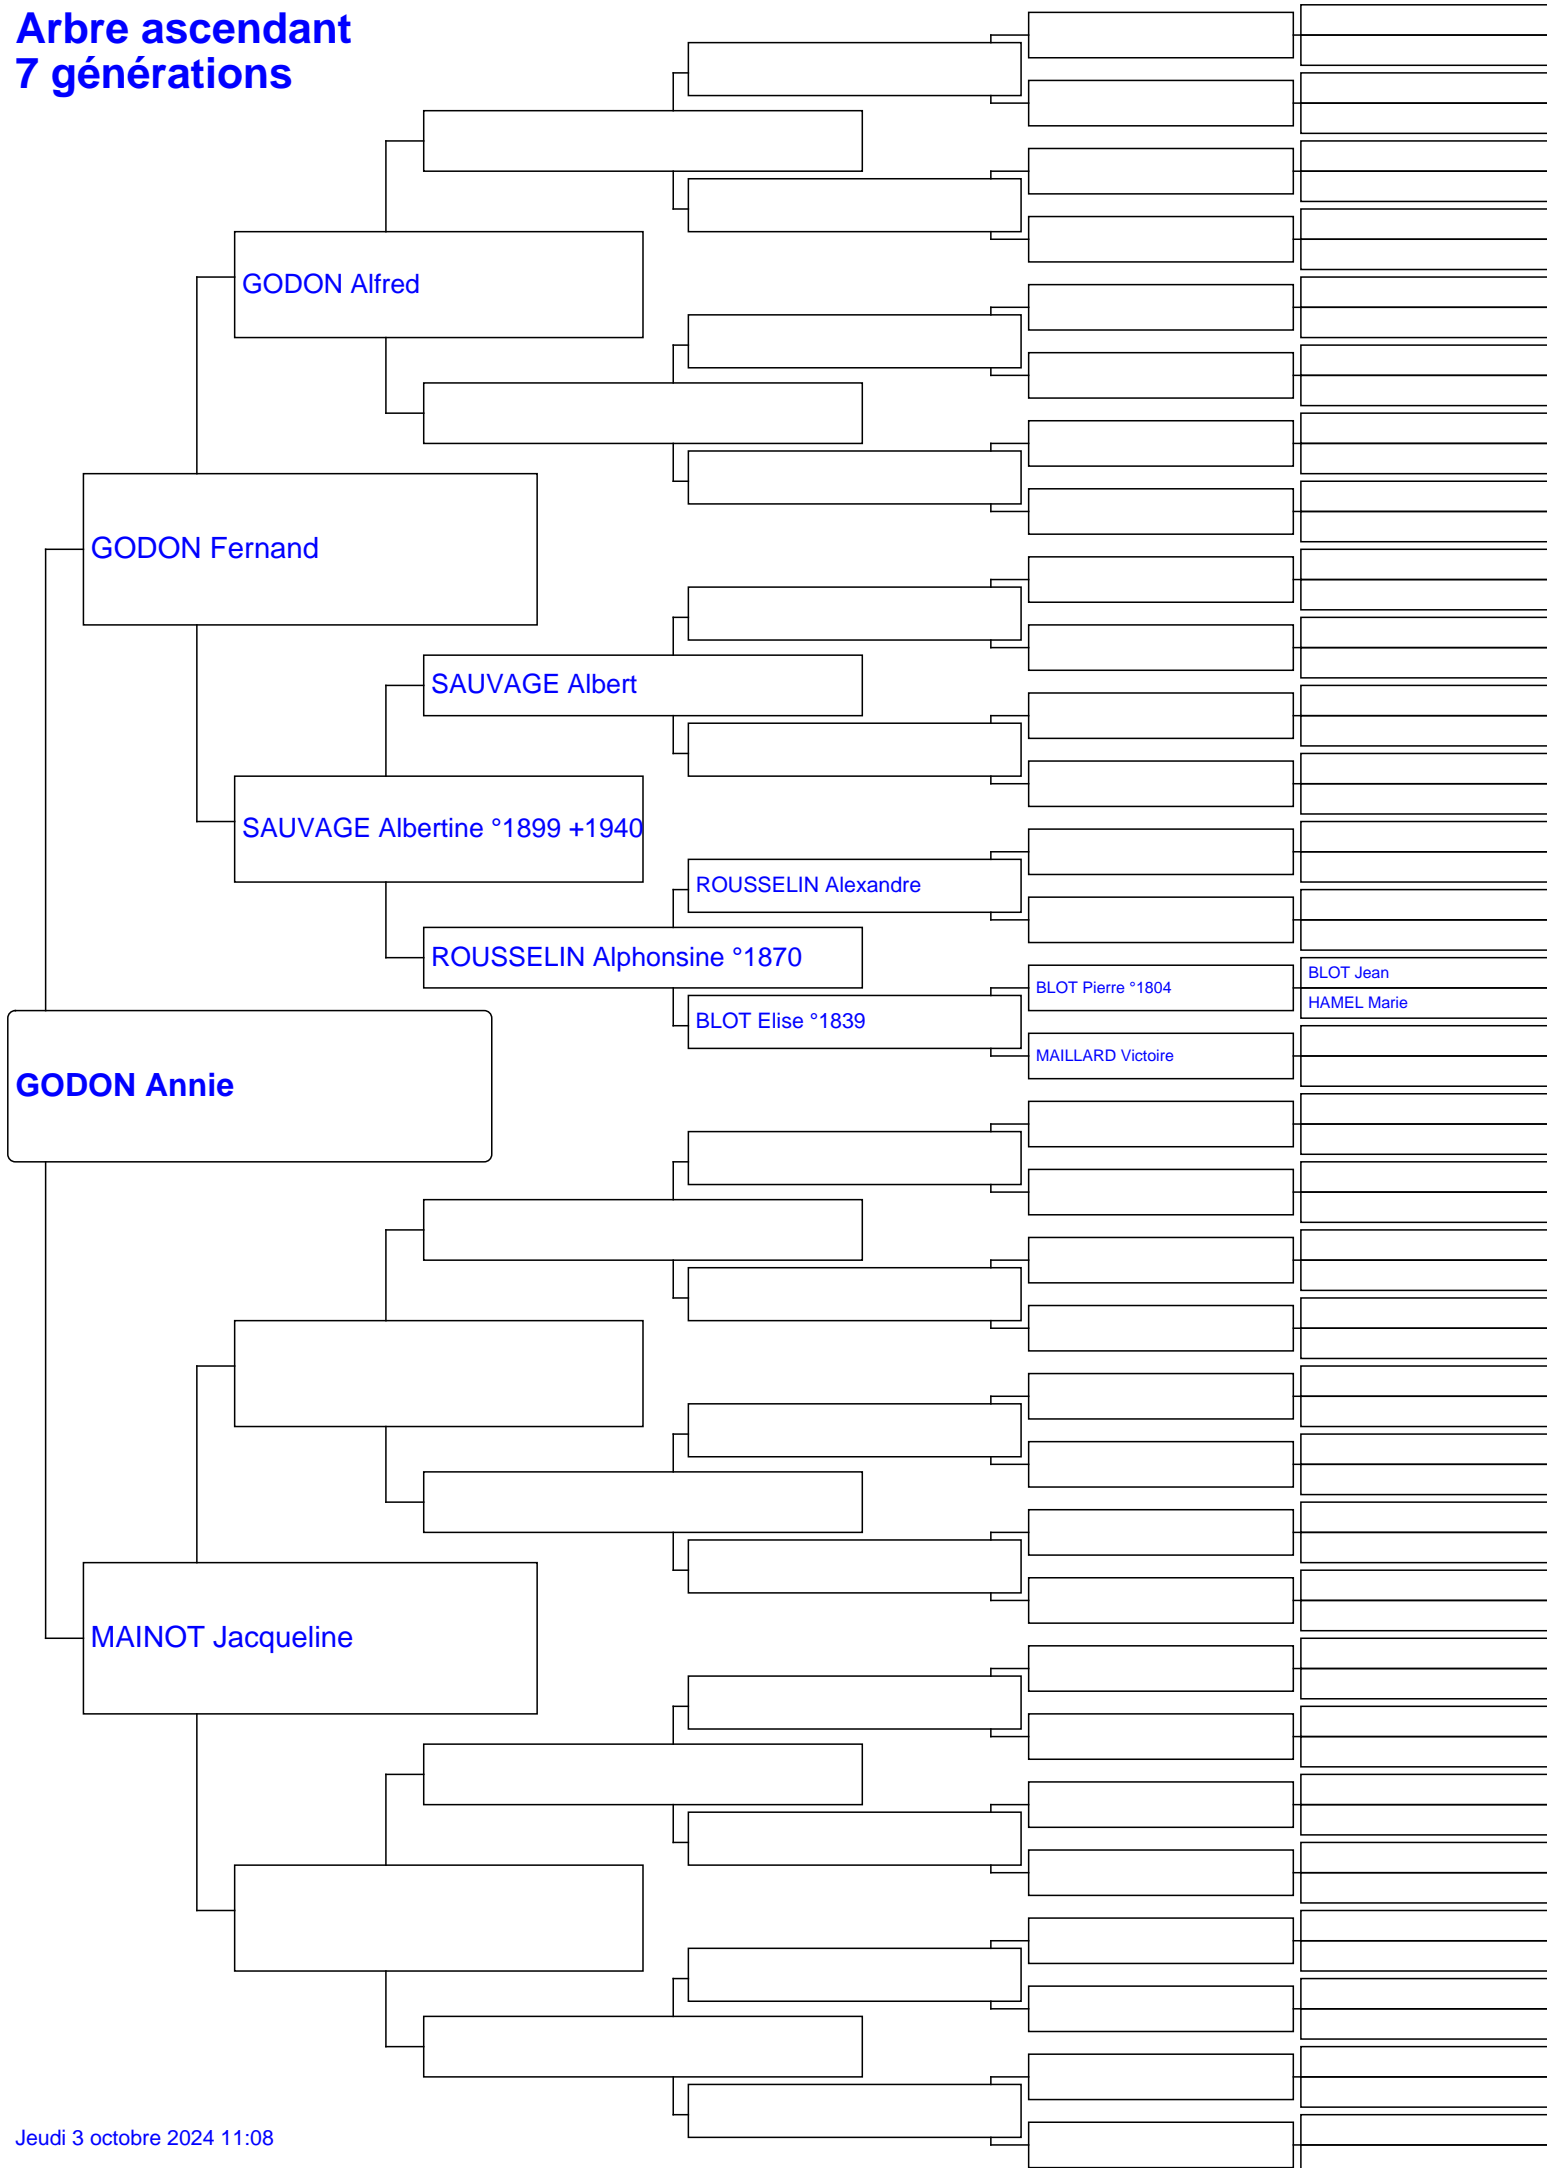 Arbre ascendant
7 générations
GODON Alfred
GODON Fernand
SAUVAGE Albert
SAUVAGE Albertine °1899 +1940
ROUSSELIN Alexandre
ROUSSELIN Alphonsine °1870
BLOT Jean
BLOT Pierre °1804
HAMEL Marie
BLOT Elise °1839
MAILLARD Victoire
GODON Annie
MAINOT Jacqueline
Jeudi 3 octobre 2024 11:08